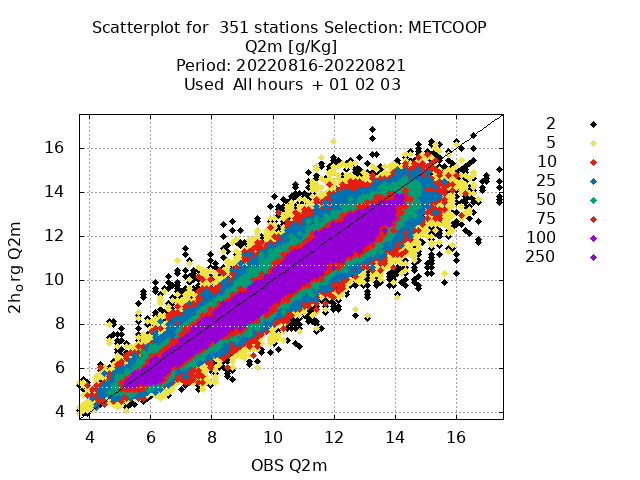 Scatterplot for  351 stations Selection: METCOOP
Q2m [g/Kg]
Period: 20220816-20220821
Used  All hours  + 01 02 03
2
5
10
25
50
75
100
250
16
14
12
10
8
6
4
2hₒrg Q2m
4 6 8 10 12 14 16
OBS Q2m